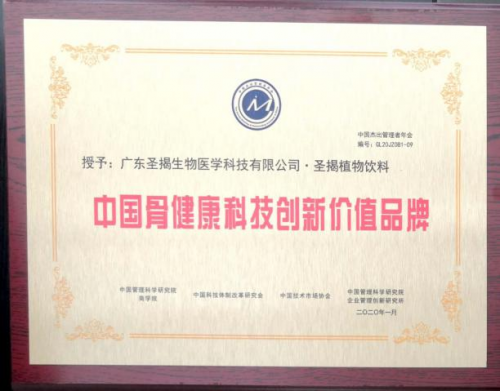 中国杰出管理者年会
编号：GLZGJZ001-09
授予：广东圣揭生物医学科技有限公司·圣揭植物饮料
中国骨健康科技创新价值品牌
中国管理科学研究院
商学院
中国科技体制改革研究会
中国技术市场协会
中国管理科学研究院
企业管理创新研究所
二〇二〇年一月